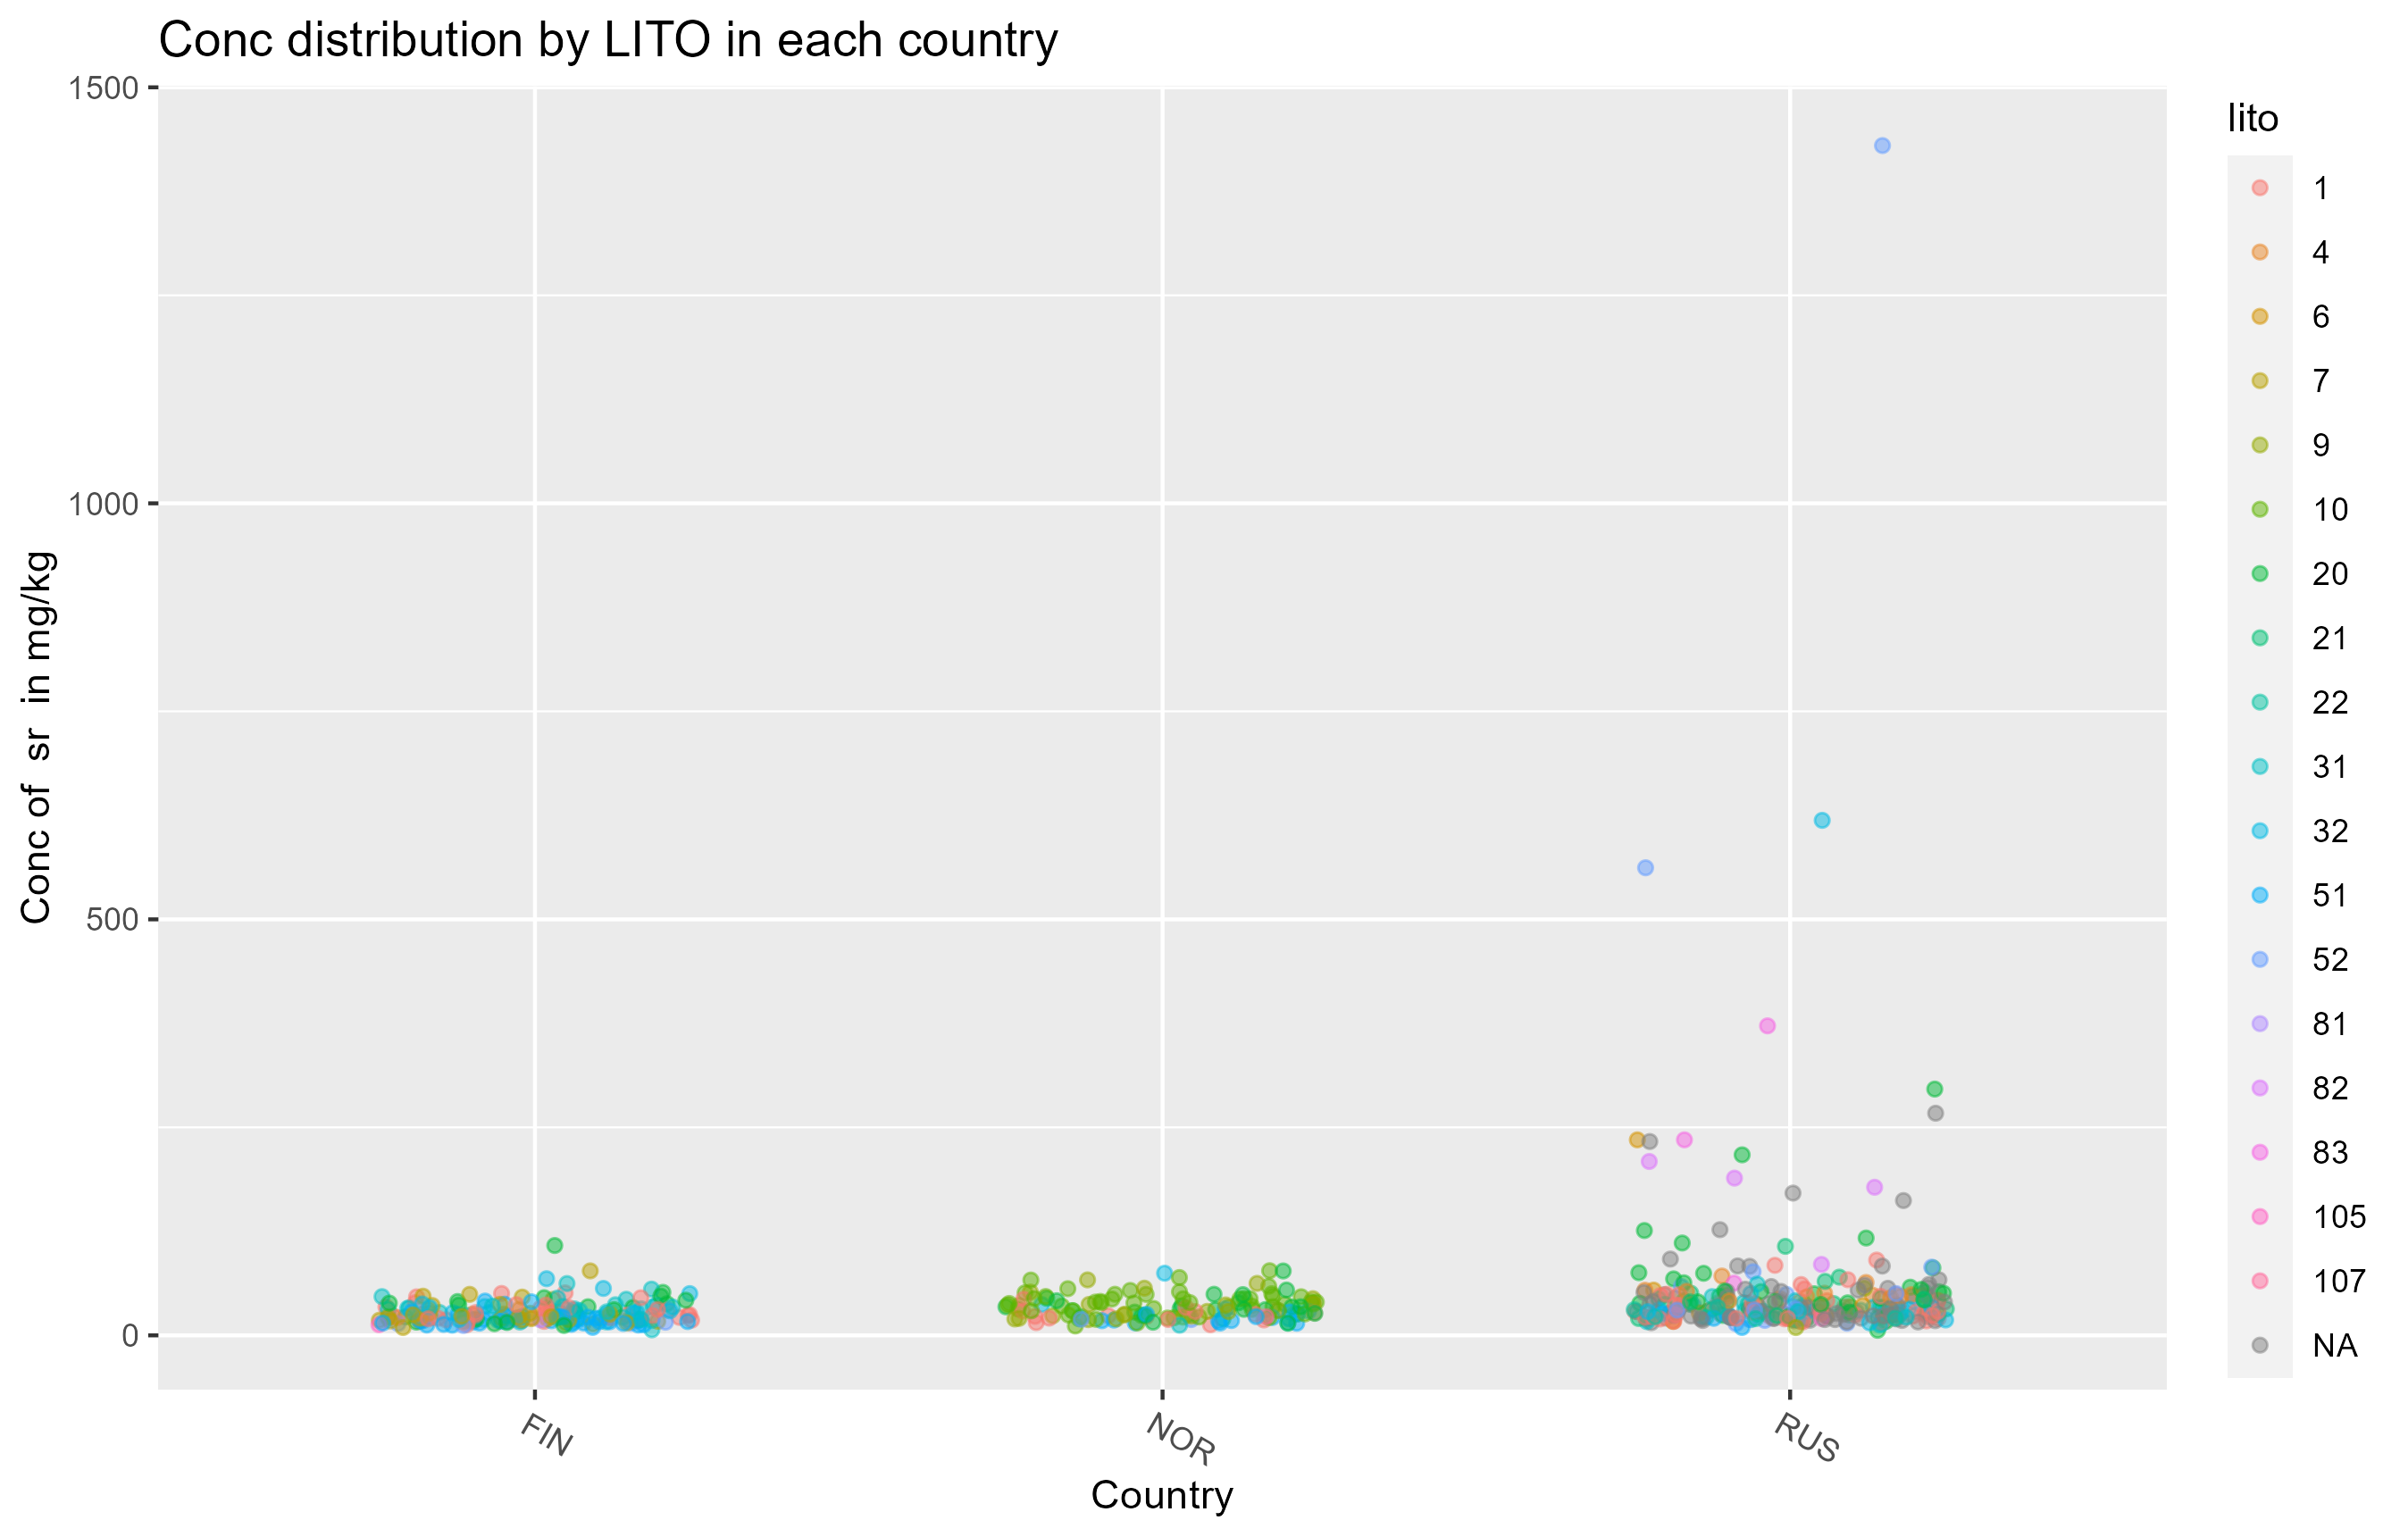 Conc distribution by LITO in each country
1500
1000
500
0
Conc of  sr  in mg/kg
FIN
NOR
RUS
Country
lito
1
4
6
7
9
10
20
21
22
31
32
51
52
81
82
83
105
107
NA